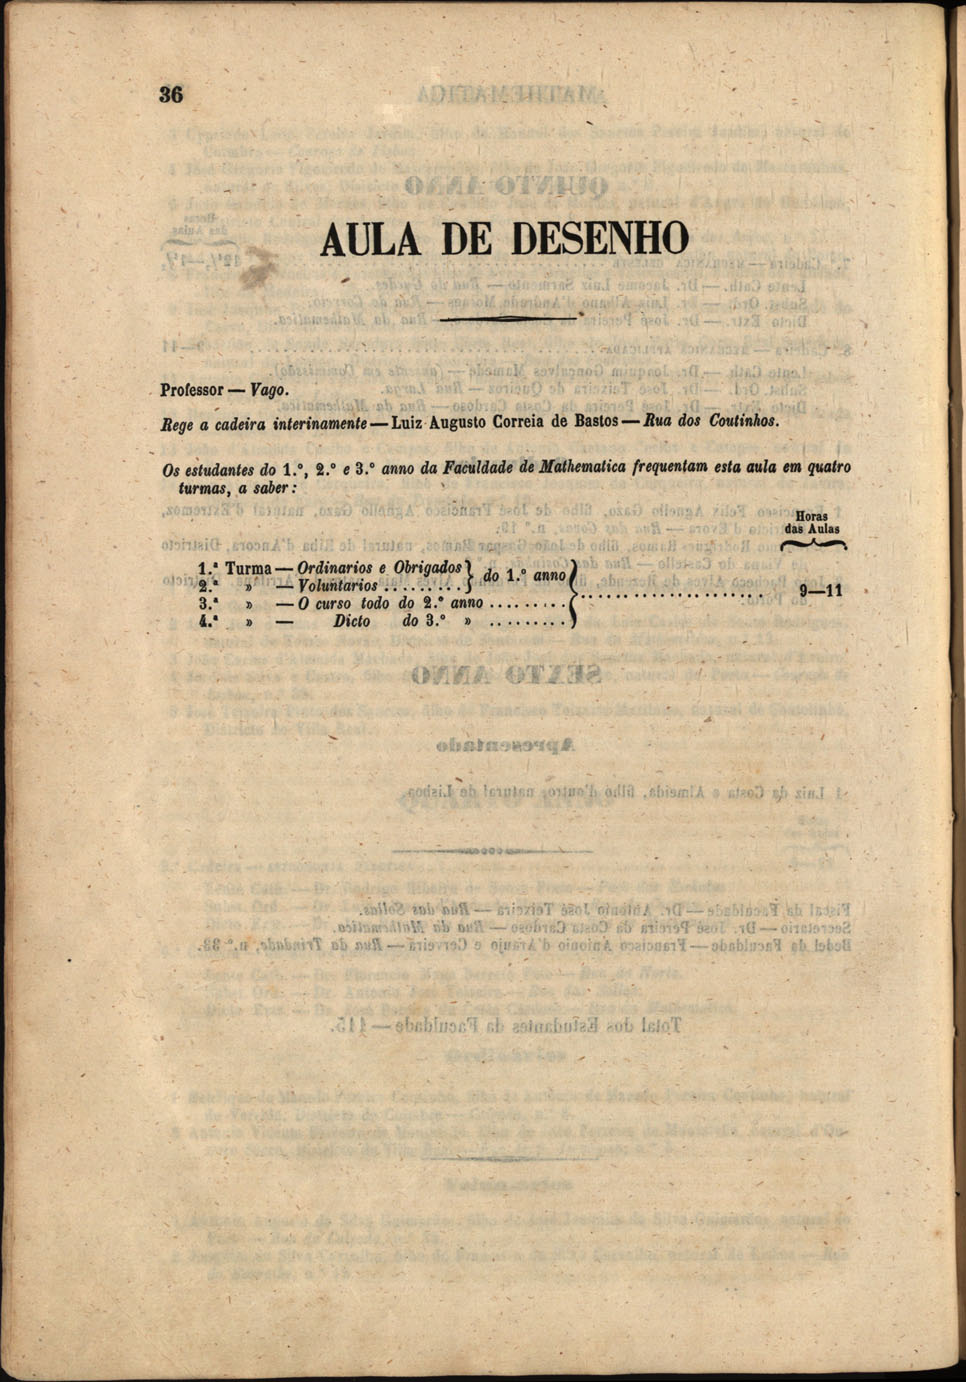 36
AULA DE DESENHO
Professor — Vago.
Rege a cadeira interinamente — Luiz Augusto Correia de Bastos — Rua dos Coutinhos.
Os estudantes do 1.º, 2.º e 3.º anno da Faculdade de Mathematica frequentam esta aula em quatro
turmas, a saber:
Horas
das Aulas
1.ª Turma — Ordinarios e Obrigados } do 1.º anno
2.ª » — Voluntarios ......... }
3.ª » — O curso todo do 2.º anno ......... } ..................... 9—11
4.ª » — Dicto do 3.º » .........